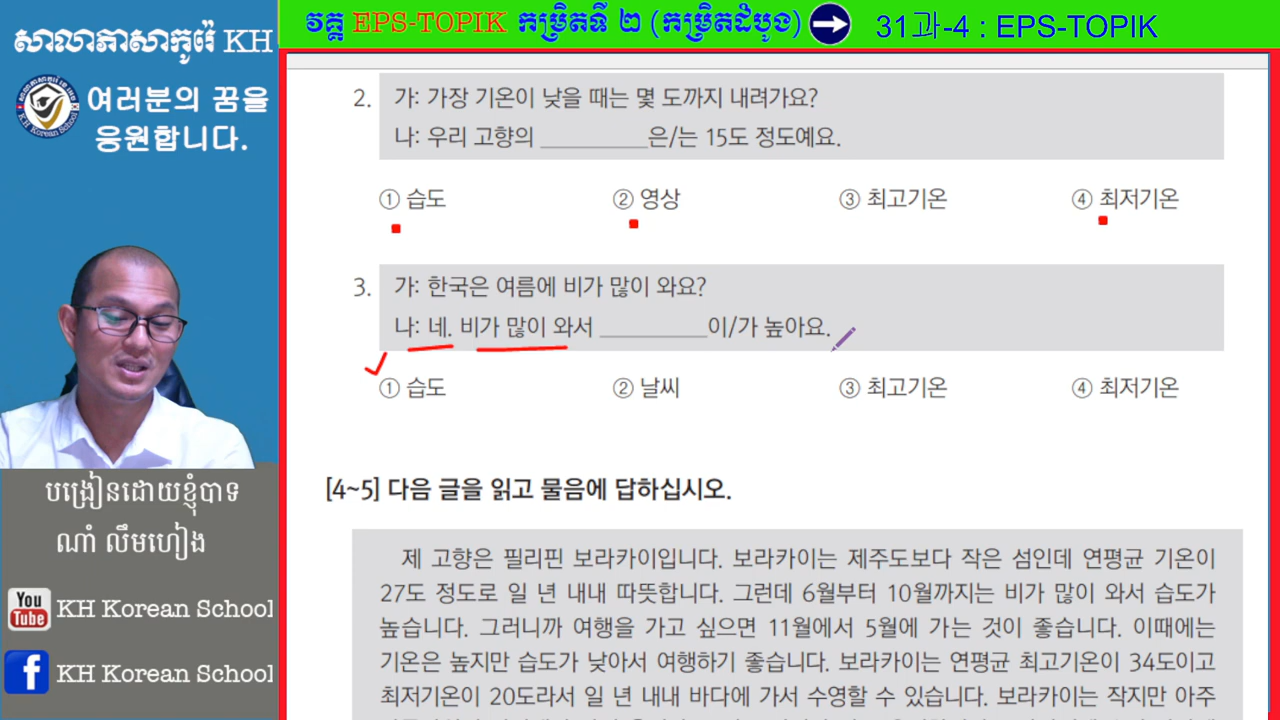 សាលាភាសាកូរ៉េ KH
여러분의 꿈을
응원합니다.
បង្រៀនដោយខ្ញុំបាទ
ណាំ លឹមហៀង
You Tube KH Korean School
f KH Korean School
វគ្គ EPS-TOPIK កម្រិតទី ២ (កម្រិតដំបូង) 31과-4 : EPS-TOPIK
2. 가: 가장 기온이 낮을 때는 몇 도까지 내려가요?
나: 우리 고향의 __________은/는 15도 정도예요.
① 습도 ② 영상 ③ 최고기온 ④ 최저기온
3. 가: 한국은 여름에 비가 많이 와요?
나: 네. 비가 많이 와서 __________이/가 높아요.
① 습도 ② 날씨 ③ 최고기온 ④ 최저기온
[4~5] 다음 글을 읽고 물음에 답하십시오.
제 고향은 필리핀 보라카이입니다. 보라카이는 제주도보다 작은 섬인데 연평균 기온이
27도 정도로 일 년 내내 따뜻합니다. 그런데 6월부터 10월까지는 비가 많이 와서 습도가
높습니다. 그러니까 여행을 가고 싶으면 11월에서 5월에 가는 것이 좋습니다. 이때에는
기온은 높지만 습도가 낮아서 여행하기 좋습니다. 보라카이는 연평균 최고기온이 34도이고
최저기온이 20도라서 일 년 내내 바다에 가서 수영할 수 있습니다. 보라카이는 작지만 아주